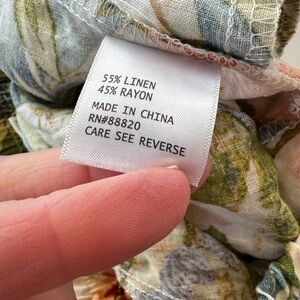 55% LINEN
45% RAYON
MADE IN CHINA
RN#88820
CARE SEE REVERSE